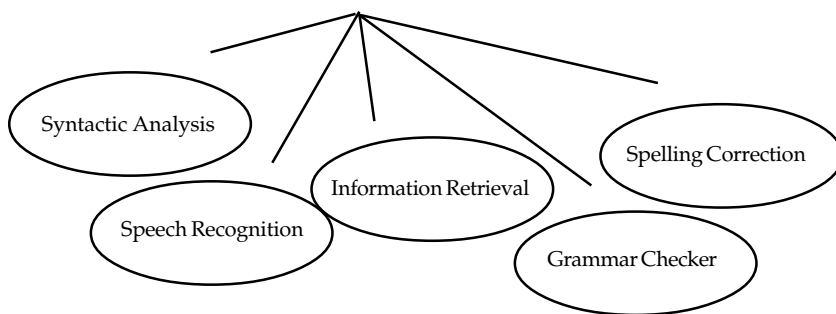 Syntactic Analysis
Spelling Correction
Information Retrieval
Speech Recognition
Grammar Checker